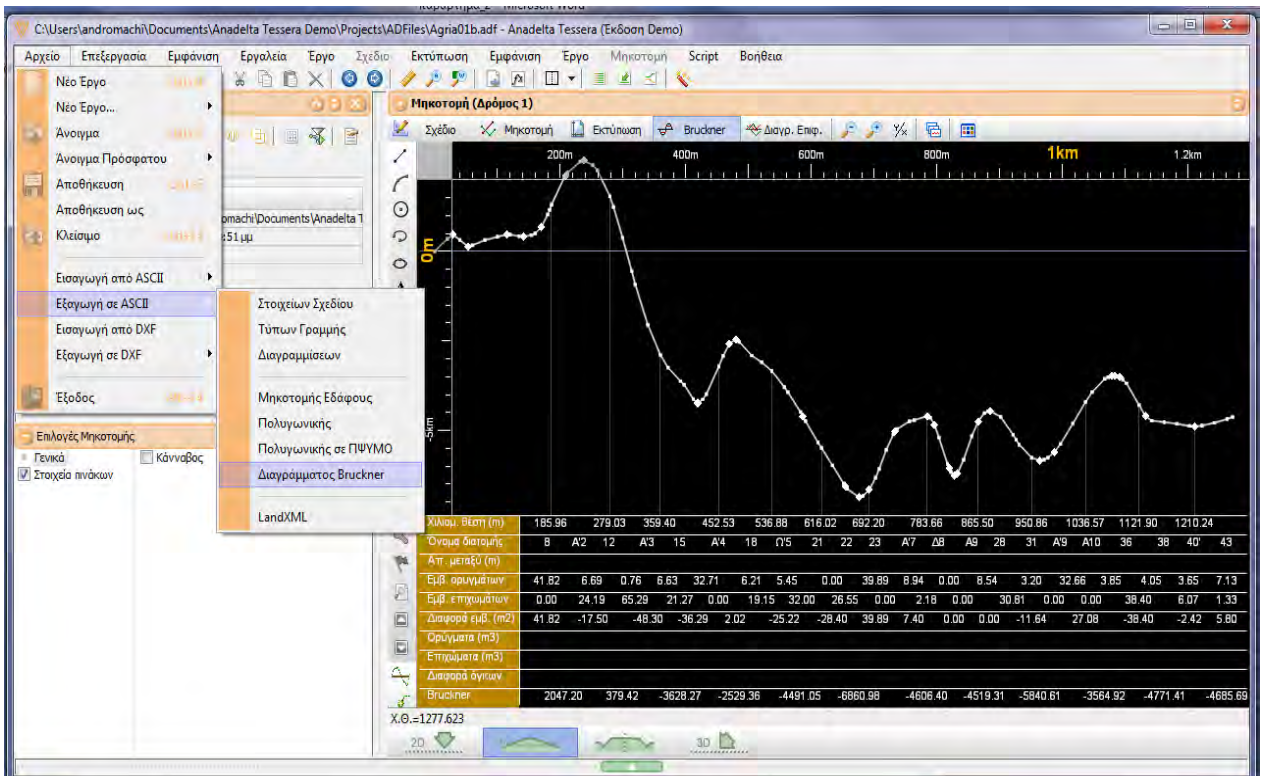 C:\Users\andromachi\Documents\Anadelta Tessera Demo\Projects\ADFiles\Agria01b.adf - Anadelta Tessera (Έκδοση Demo)
Αρχείο Επεξεργασία Εμφάνιση Εργαλεία Έργο Σχέδιο Εκτύπωση Εμφάνιση Έργο Μηκοτομή Script Βοήθεια
Νέο Έργο
Νέο Έργο...
Άνοιγμα
Άνοιγμα Πρόσφατου
Αποθήκευση
Αποθήκευση ως
Κλείσιμο
Εισαγωγή από ASCII
Εξαγωγή σε ASCII
Εισαγωγή από DXF
Εξαγωγή σε DXF
Έξοδος
omachi\Documents\Anadelta T
:51 μμ
Στοιχείων Σχεδίου
Τύπων Γραμμής
Διαγραμμίσεων
Μηκοτομής Εδάφους
Πολυγωνικής
Πολυγωνικής σε ΠΨΥΜΟ
Διαγράμματος Bruckner
LandXML
Επιλογές Μηκοτομής
Γενικά Κάνναβος
Στοιχεία πινάκων
Μηκοτομή (Δρόμος 1)
Σχέδιο Μηκοτομή Εκτύπωση Bruckner Διαγρ. Επιφ.
200m 400m 600m 800m 1km 1.2km
0m
-5km
Χιλιομ. Θέση (m) 185.96 279.03 359.40 452.53 536.88 616.02 692.20 783.66 865.50 950.86 1036.57 1121.90 1210.24
Όνομα διατομής 8 Α'2 12 Α'3 15 Α'4 18 Ω'5 21 22 23 Α'7 Δ8 Α9 28 31 Α'9 Α10 36 38 40' 43
Απ. μεταξύ (m)
Εμβ. ορυγμάτων 41.82 6.69 0.76 6.63 32.71 6.21 5.45 0.00 39.89 8.94 0.00 8.54 3.20 32.66 3.85 4.05 3.65 7.13
Εμβ. επιχωμάτων 0.00 24.19 65.29 21.27 0.00 19.15 32.00 26.55 0.00 2.18 0.00 30.81 0.00 0.00 38.40 6.07 1.33
Διαφορά εμβ. (m2) 41.82 -17.50 -48.30 -36.29 2.02 -25.22 -28.40 39.89 7.40 0.00 0.00 -11.64 27.08 -38.40 -2.42 5.80
Ορύγματα (m3)
Επιχώματα (m3)
Διαφορά όγκων
Bruckner 2047.20 379.42 -3628.27 -2529.36 -4491.05 -6860.98 -4606.40 -4519.31 -5840.61 -3564.92 -4771.41 -4685.69
Χ.Θ.=1277.623
2D 3D